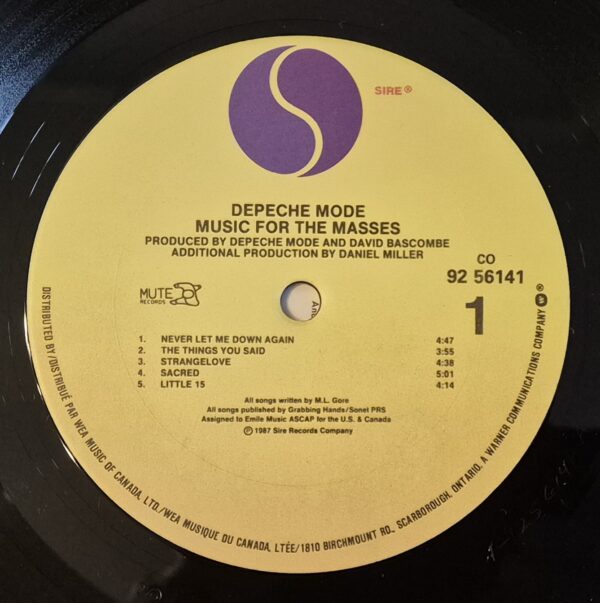 SIRE®
DEPECHE MODE
MUSIC FOR THE MASSES
PRODUCED BY DEPECHE MODE AND DAVID BASCOMBE
ADDITIONAL PRODUCTION BY DANIEL MILLER
CO
92 56141
MUTE
RECORDS
1
1. NEVER LET ME DOWN AGAIN 4:47
2. THE THINGS YOU SAID 3:55
3. STRANGELOVE 4:38
4. SACRED 5:01
5. LITTLE 15 4:14
All songs written by M.L. Gore
All songs published by Grabbing Hands/Sonet PRS
Assigned to Emile Music ASCAP for the U.S. & Canada
℗ 1987 Sire Records Company
DISTRIBUTED BY/DISTRIBUÉ PAR WEA MUSIC OF CANADA, LTD./WEA MUSIQUE DU CANADA, LTÉE/1810 BIRCHMOUNT RD., SCARBOROUGH, ONTARIO. A WARNER COMMUNICATIONS COMPANY